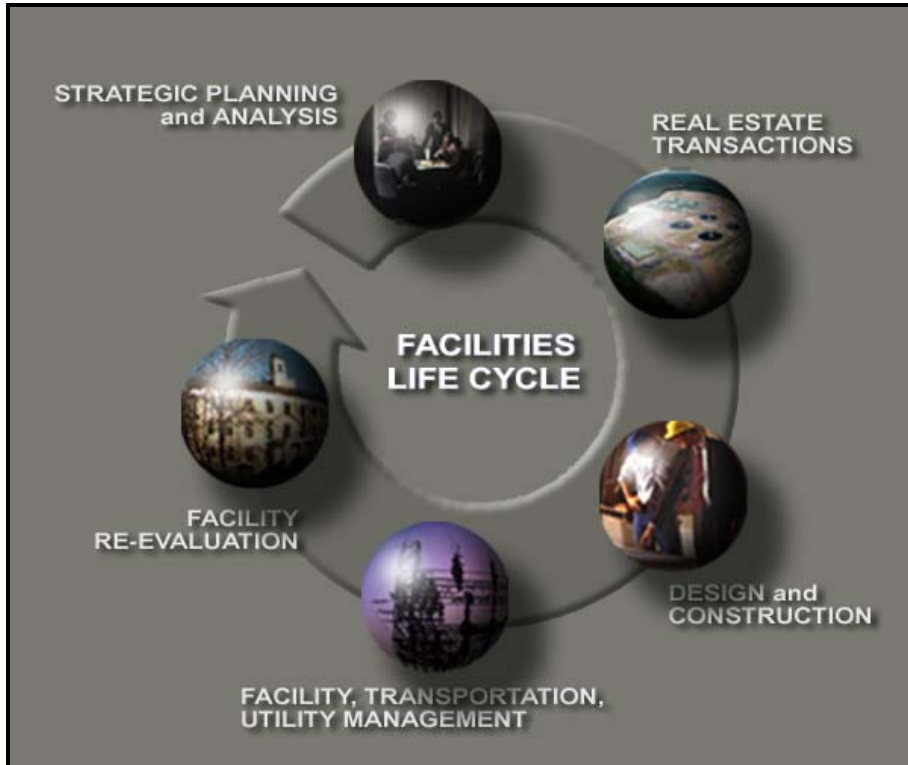 STRATEGIC PLANNING
and ANALYSIS
REAL ESTATE
TRANSACTIONS
FACILITIES
LIFE CYCLE
DESIGN and
CONSTRUCTION
FACILITY, TRANSPORTATION,
UTILITY MANAGEMENT
FACILITY
RE-EVALUATION